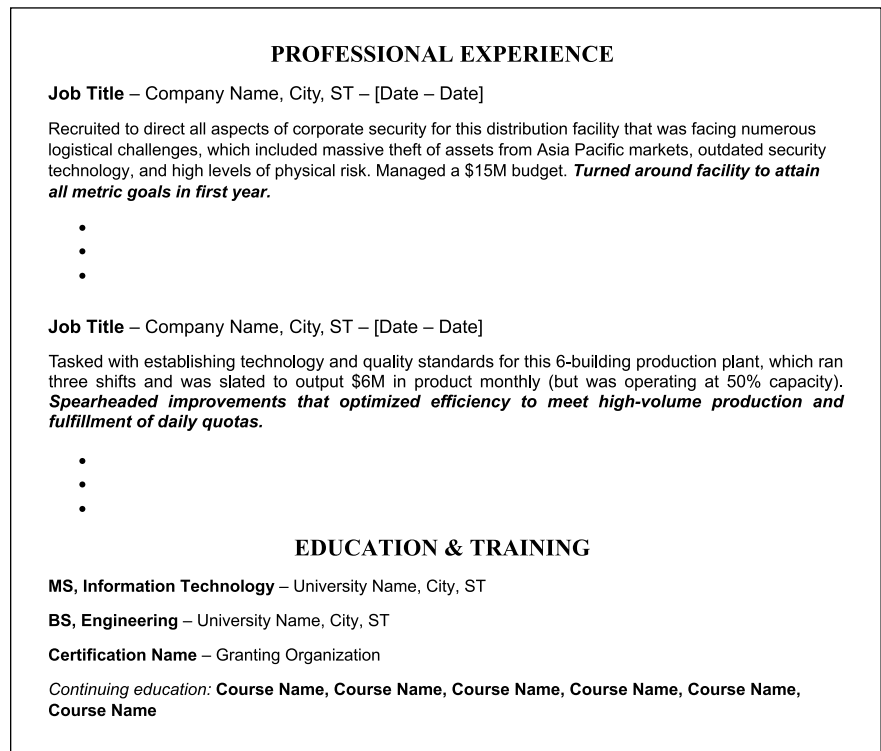 PROFESSIONAL EXPERIENCE
Job Title – Company Name, City, ST – [Date – Date]
Recruited to direct all aspects of corporate security for this distribution facility that was facing numerous
logistical challenges, which included massive theft of assets from Asia Pacific markets, outdated security
technology, and high levels of physical risk. Managed a $15M budget. Turned around facility to attain
all metric goals in first year.
•
•
•
Job Title – Company Name, City, ST – [Date – Date]
Tasked with establishing technology and quality standards for this 6-building production plant, which ran
three shifts and was slated to output $6M in product monthly (but was operating at 50% capacity).
Spearheaded improvements that optimized efficiency to meet high-volume production and
fulfillment of daily quotas.
•
•
•
EDUCATION & TRAINING
MS, Information Technology – University Name, City, ST
BS, Engineering – University Name, City, ST
Certification Name – Granting Organization
Continuing education: Course Name, Course Name, Course Name, Course Name, Course Name,
Course Name